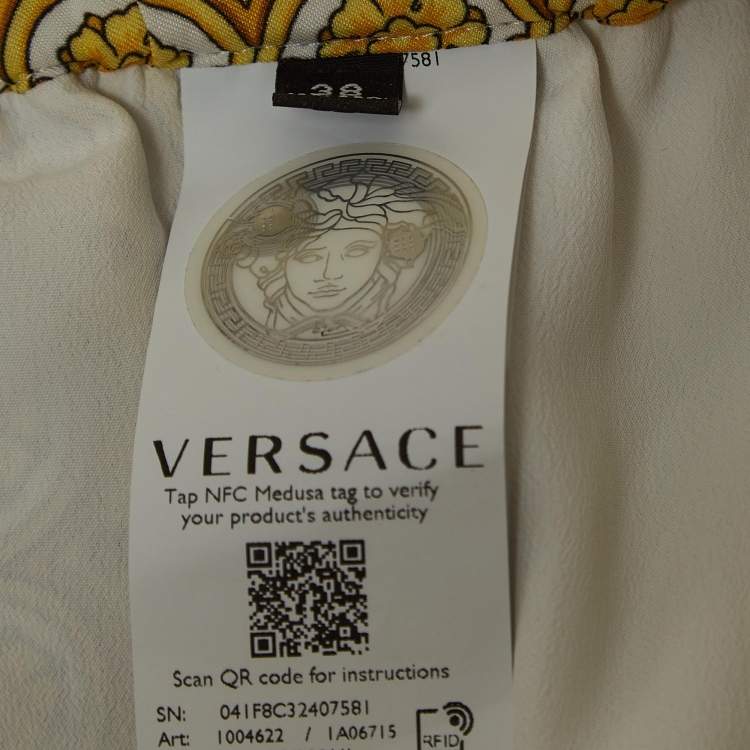 7581
38
VERSACE
Tap NFC Medusa tag to verify
your product's authenticity
Scan QR code for instructions
SN: 041F8C32407581
Art: 1004622 / 1A06715
RFID